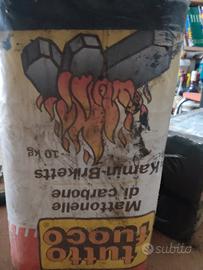 tutto
fuoco
Mattonelle
di carbone
Kamin-Briketts
10 kg
subito